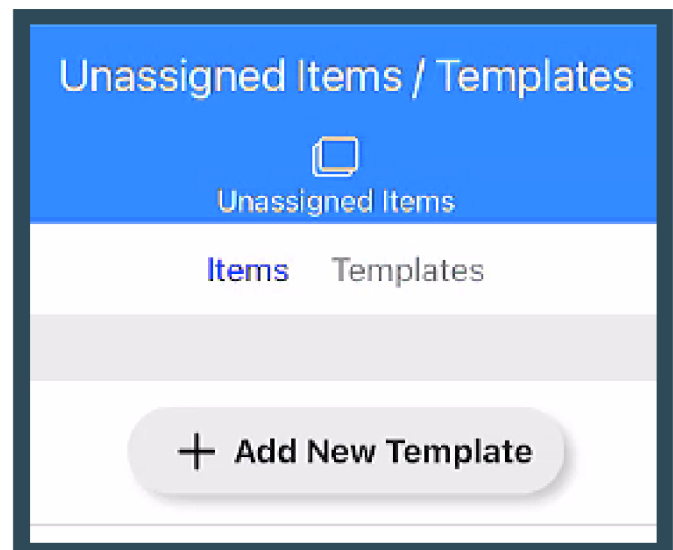 Unassigned Items / Templates
Unassigned Items
Items Templates
+ Add New Template